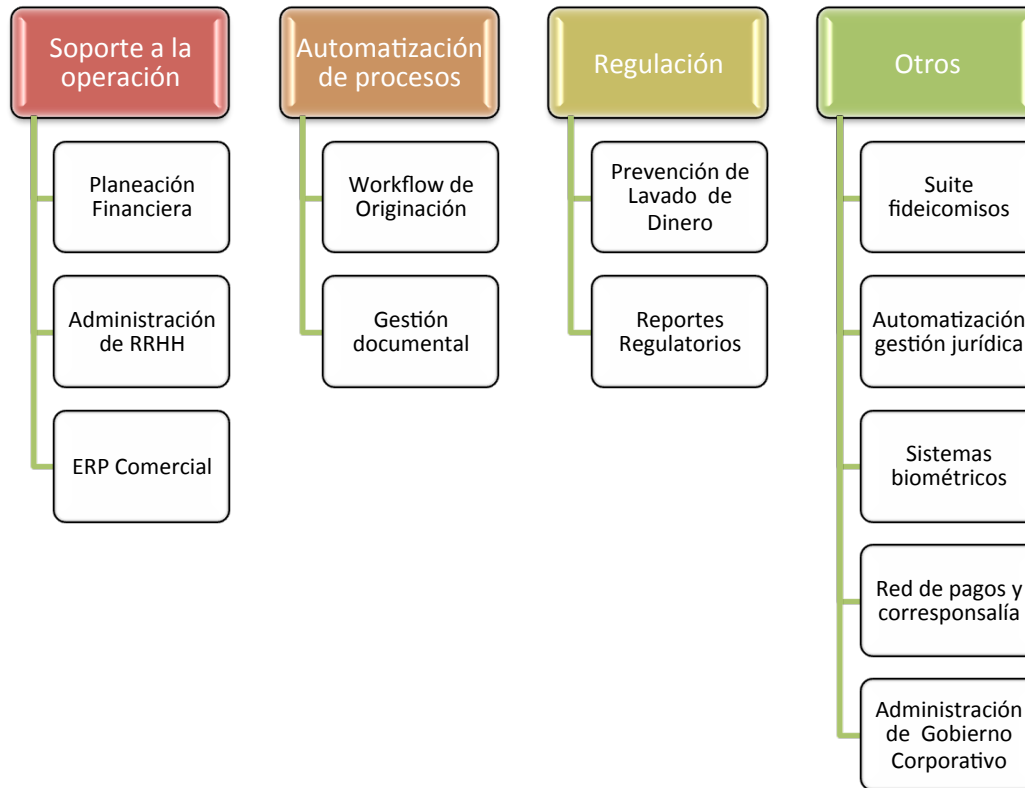 Soporte a la
operación
Planeación
Financiera
Administración
de RRHH
ERP Comercial
Automatización
de procesos
Workflow de
Originación
Gestión
documental
Regulación
Prevención de
Lavado de
Dinero
Reportes
Regulatorios
Otros
Suite
fideicomisos
Automatización
gestión jurídica
Sistemas
biométricos
Red de pagos y
corresponsalía
Administración
de Gobierno
Corporativo